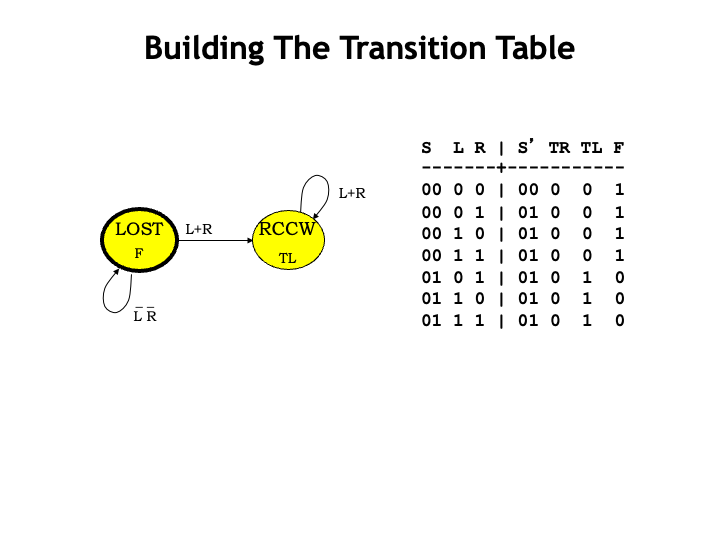 Building The Transition Table
S  L R | S’ TR TL F
-------+-----------
00 0 0 | 00 0  0  1
00 0 1 | 01 0  0  1
00 1 0 | 01 0  0  1
00 1 1 | 01 0  0  1
01 0 1 | 01 0  1  0
01 1 0 | 01 0  1  0
01 1 1 | 01 0  1  0
L+R
LOST
F
L+R
RCCW
TL
L̅ R̅